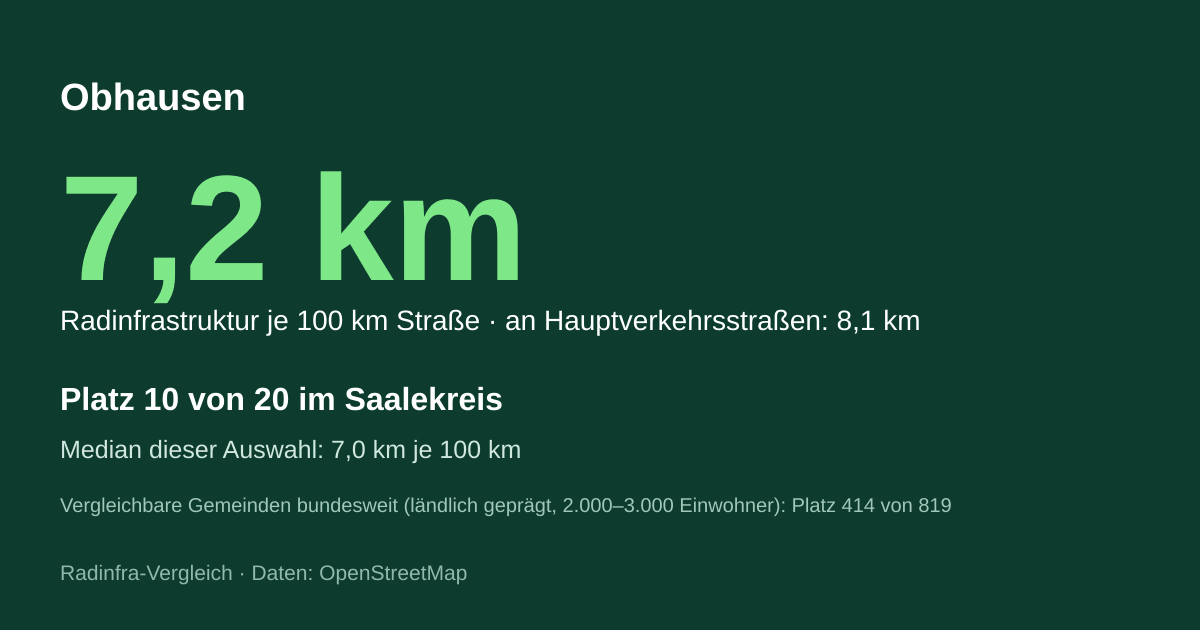 Obhausen
7,2 km
Radinfrastruktur je 100 km Straße · an Hauptverkehrsstraßen: 8,1 km
Platz 10 von 20 im Saalekreis
Median dieser Auswahl: 7,0 km je 100 km
Vergleichbare Gemeinden bundesweit (ländlich geprägt, 2.000–3.000 Einwohner): Platz 414 von 819
Radinfra-Vergleich · Daten: OpenStreetMap